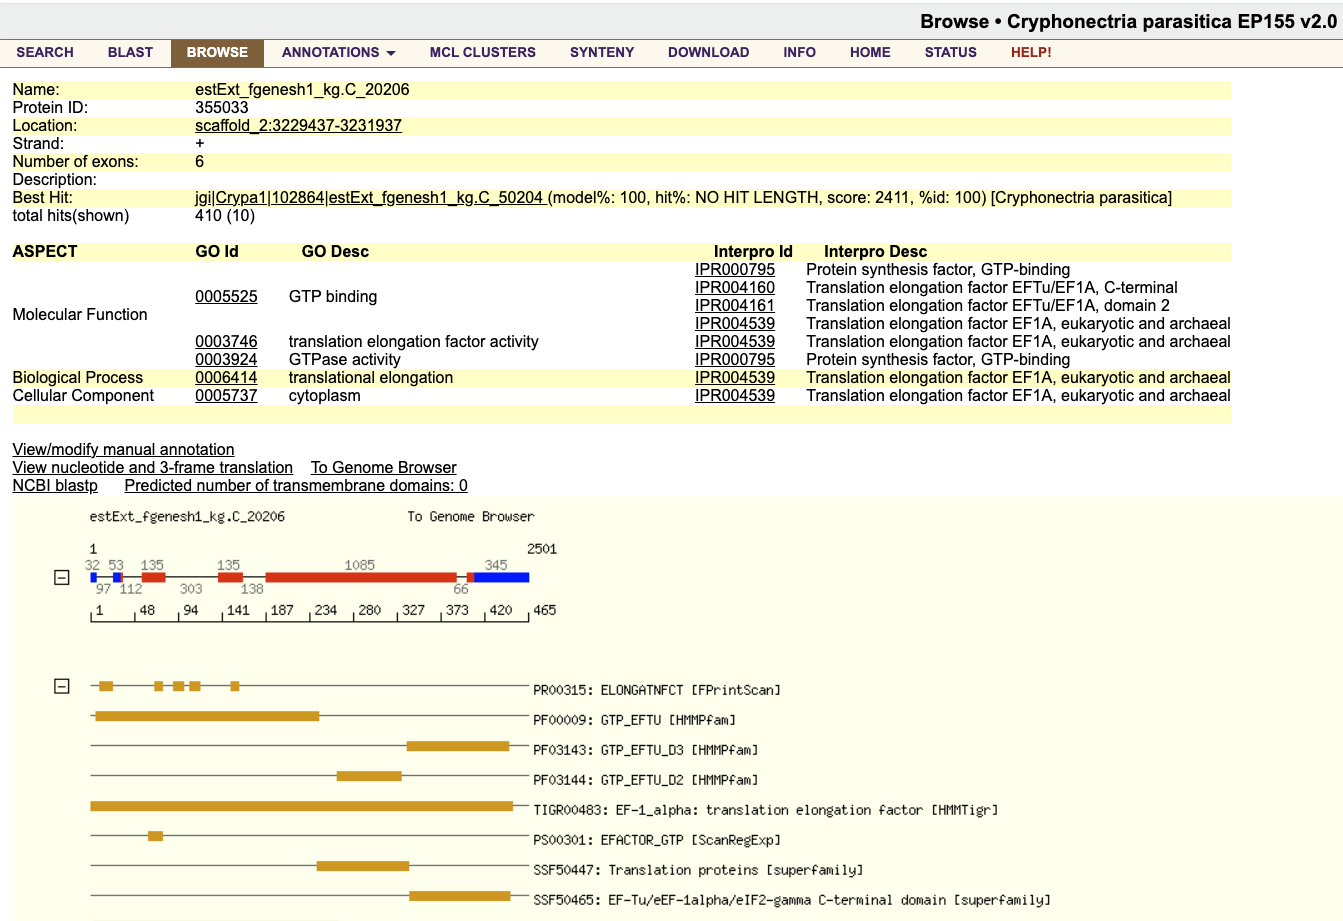 Browse • Cryphonectria parasitica EP155 v2.0
SEARCH BLAST BROWSE ANNOTATIONS MCL CLUSTERS SYNTENY DOWNLOAD INFO HOME STATUS HELP!
Name: estExt_fgenesh1_kg.C_20206
Protein ID: 355033
Location: scaffold_2:3229437-3231937
Strand: +
Number of exons: 6
Description:
Best Hit: jgi|Crypa1|102864|estExt_fgenesh1_kg.C_50204 (model%: 100, hit%: NO HIT LENGTH, score: 2411, %id: 100) [Cryphonectria parasitica]
total hits(shown) 410 (10)
ASPECT GO Id GO Desc Interpro Id Interpro Desc
IPR000795 Protein synthesis factor, GTP-binding
IPR004160 Translation elongation factor EFTu/EF1A, C-terminal
0005525 GTP binding
IPR004161 Translation elongation factor EFTu/EF1A, domain 2
Molecular Function
IPR004539 Translation elongation factor EF1A, eukaryotic and archaeal
0003746 translation elongation factor activity IPR004539 Translation elongation factor EF1A, eukaryotic and archaeal
0003924 GTPase activity IPR000795 Protein synthesis factor, GTP-binding
Biological Process 0006414 translational elongation IPR004539 Translation elongation factor EF1A, eukaryotic and archaeal
Cellular Component 0005737 cytoplasm IPR004539 Translation elongation factor EF1A, eukaryotic and archaeal
View/modify manual annotation
View nucleotide and 3-frame translation To Genome Browser
NCBI blastp Predicted number of transmembrane domains: 0
estExt_fgenesh1_kg.C_20206 To Genome Browser
1 2501
32 53 135 135 1085 345
97 112 303 138 66
1 48 94 141 187 234 280 327 373 420 465
PR00315: ELONGATNFCT [FPrintScan]
PF00009: GTP_EFTU [HMMPfam]
PF03143: GTP_EFTU_D3 [HMMPfam]
PF03144: GTP_EFTU_D2 [HMMPfam]
TIGR00483: EF-1_alpha: translation elongation factor [HMMTigr]
PS00301: EFACTOR_GTP [ScanRegExp]
SSF50447: Translation proteins [superfamily]
SSF50465: EF-Tu/eEF-1alpha/eIF2-gamma C-terminal domain [superfamily]